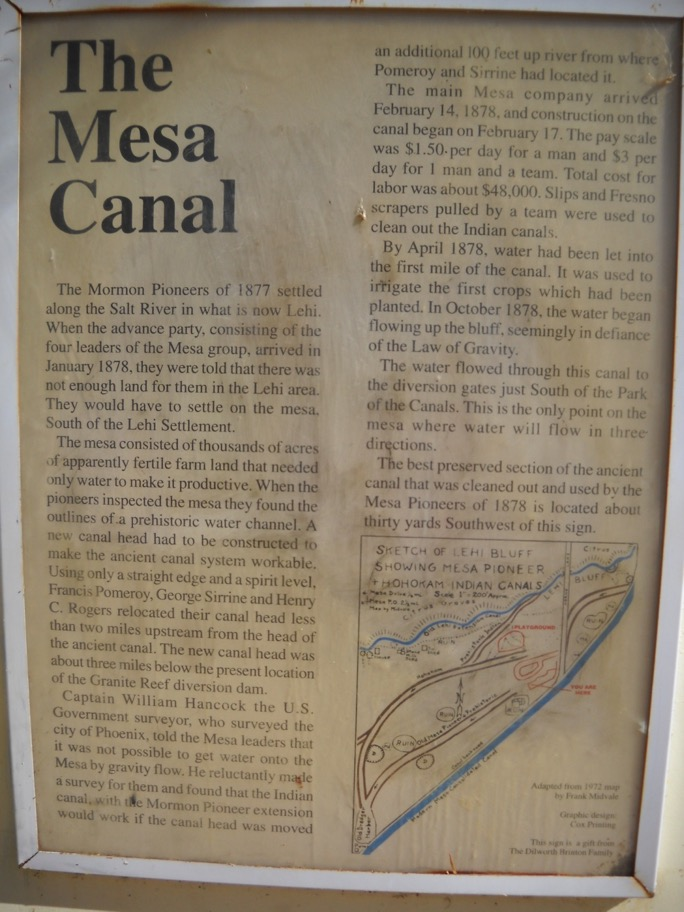 The
Mesa
Canal
The Mormon Pioneers of 1877 settled
along the Salt River in what is now Lehi.
When the advance party, consisting of the
four leaders of the Mesa group, arrived in
January 1878, they were told that there was
not enough land for them in the Lehi area.
They would have to settle on the mesa,
South of the Lehi Settlement.
The mesa consisted of thousands of acres
of apparently fertile farm land that needed
only water to make it productive. When the
pioneers inspected the mesa they found the
outlines of a prehistoric water channel. A
new canal head had to be constructed to
make the ancient canal system workable.
Using only a straight edge and a spirit level,
Francis Pomeroy, George Sirrine and Henry
C. Rogers relocated their canal head less
than two miles upstream from the head of
the ancient canal. The new canal head was
about three miles below the present location
of the Granite Reef diversion dam.
Captain William Hancock the U.S.
Government surveyor, who surveyed the
city of Phoenix, told the Mesa leaders that
it was not possible to get water onto the
Mesa by gravity flow. He reluctantly made
a survey for them and found that the Indian
canal, with the Mormon Pioneer extension
would work if the canal head was moved
an additional 100 feet up river from where
Pomeroy and Sirrine had located it.
The main Mesa company arrived
February 14, 1878, and construction on the
canal began on February 17. The pay scale
was $1.50 per day for a man and $3 per
day for 1 man and a team. Total cost for
labor was about $48,000. Slips and Fresno
scrapers pulled by a team were used to
clean out the Indian canals.
By April 1878, water had been let into
the first mile of the canal. It was used to
irrigate the first crops which had been
planted. In October 1878, the water began
flowing up the bluff, seemingly in defiance
of the Law of Gravity.
The water flowed through this canal to
the diversion gates just South of the Park
of the Canals. This is the only point on the
mesa where water will flow in three
directions.
The best preserved section of the ancient
canal that was cleaned out and used by the
Mesa Pioneers of 1878 is located about
thirty yards Southwest of this sign.
SKETCH OF LEHI BLUFF
SHOWING MESA PIONEER
+ HOHOKAM INDIAN CANALS
Scale 1" - 200' Approx.
Citrus
BLUFF
PLAYGROUND
YOU ARE
HERE
Ruin
Ruin
Adapted from 1972 map
by Frank Midvale
Graphic design:
Cox Printing
This sign is a gift from
The Dilworth Brinton Family